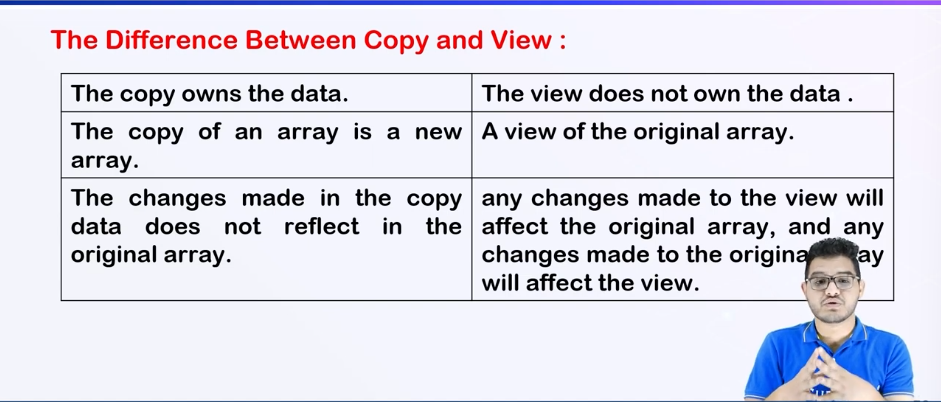 The Difference Between Copy and View :
The copy owns the data.
The view does not own the data .
The copy of an array is a new
array.
A view of the original array.
The changes made in the copy
data does not reflect in the
original array.
any changes made to the view will
affect the original array, and any
changes made to the
will affect the view.